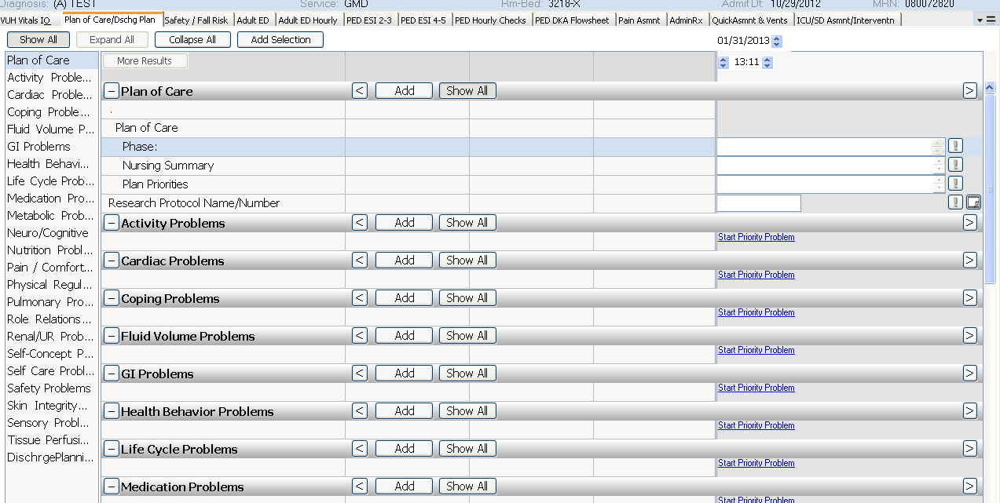 Diagnosis: (A) TEST Service: GMD Rm-Bed: 3218-X Admit Dt: 10/29/2012 MRN: 080072820
VUH Vitals IO Plan of Care/Dschg Plan Safety / Fall Risk Adult ED Adult ED Hourly PED ESI 2-3 PED ESI 4-5 PED Hourly Checks PED DKA Flowsheet Pain Asmnt AdminRx QuickAsmnt & Vents ICU/SD Asmnt/Interventn
Show All Expand All Collapse All Add Selection 01/31/2013
More Results 13:11
Plan of Care
Activity Proble...
Cardiac Proble...
Coping Proble...
Fluid Volume P...
GI Problems
Health Behavi...
Life Cycle Prob...
Medication Pro...
Metabolic Prob...
Neuro/Cognitive
Nutrition Probl...
Pain / Comfort...
Physical Regul...
Pulmonary Pro...
Role Relations...
Renal/UR Prob...
Self-Concept P...
Self Care Probl...
Safety Problems
Skin Integrity...
Sensory Probl...
Tissue Perfusi...
DischrgePlanni...
− Plan of Care < Add Show All >
.
Plan of Care
Phase: !
Nursing Summary !
Plan Priorities !
Research Protocol Name/Number !
− Activity Problems < Add Show All >
Start Priority Problem
− Cardiac Problems < Add Show All >
Start Priority Problem
− Coping Problems < Add Show All >
Start Priority Problem
− Fluid Volume Problems < Add Show All >
Start Priority Problem
− GI Problems < Add Show All >
Start Priority Problem
− Health Behavior Problems < Add Show All >
Start Priority Problem
− Life Cycle Problems < Add Show All >
Start Priority Problem
− Medication Problems < Add Show All >
Start Priority Problem